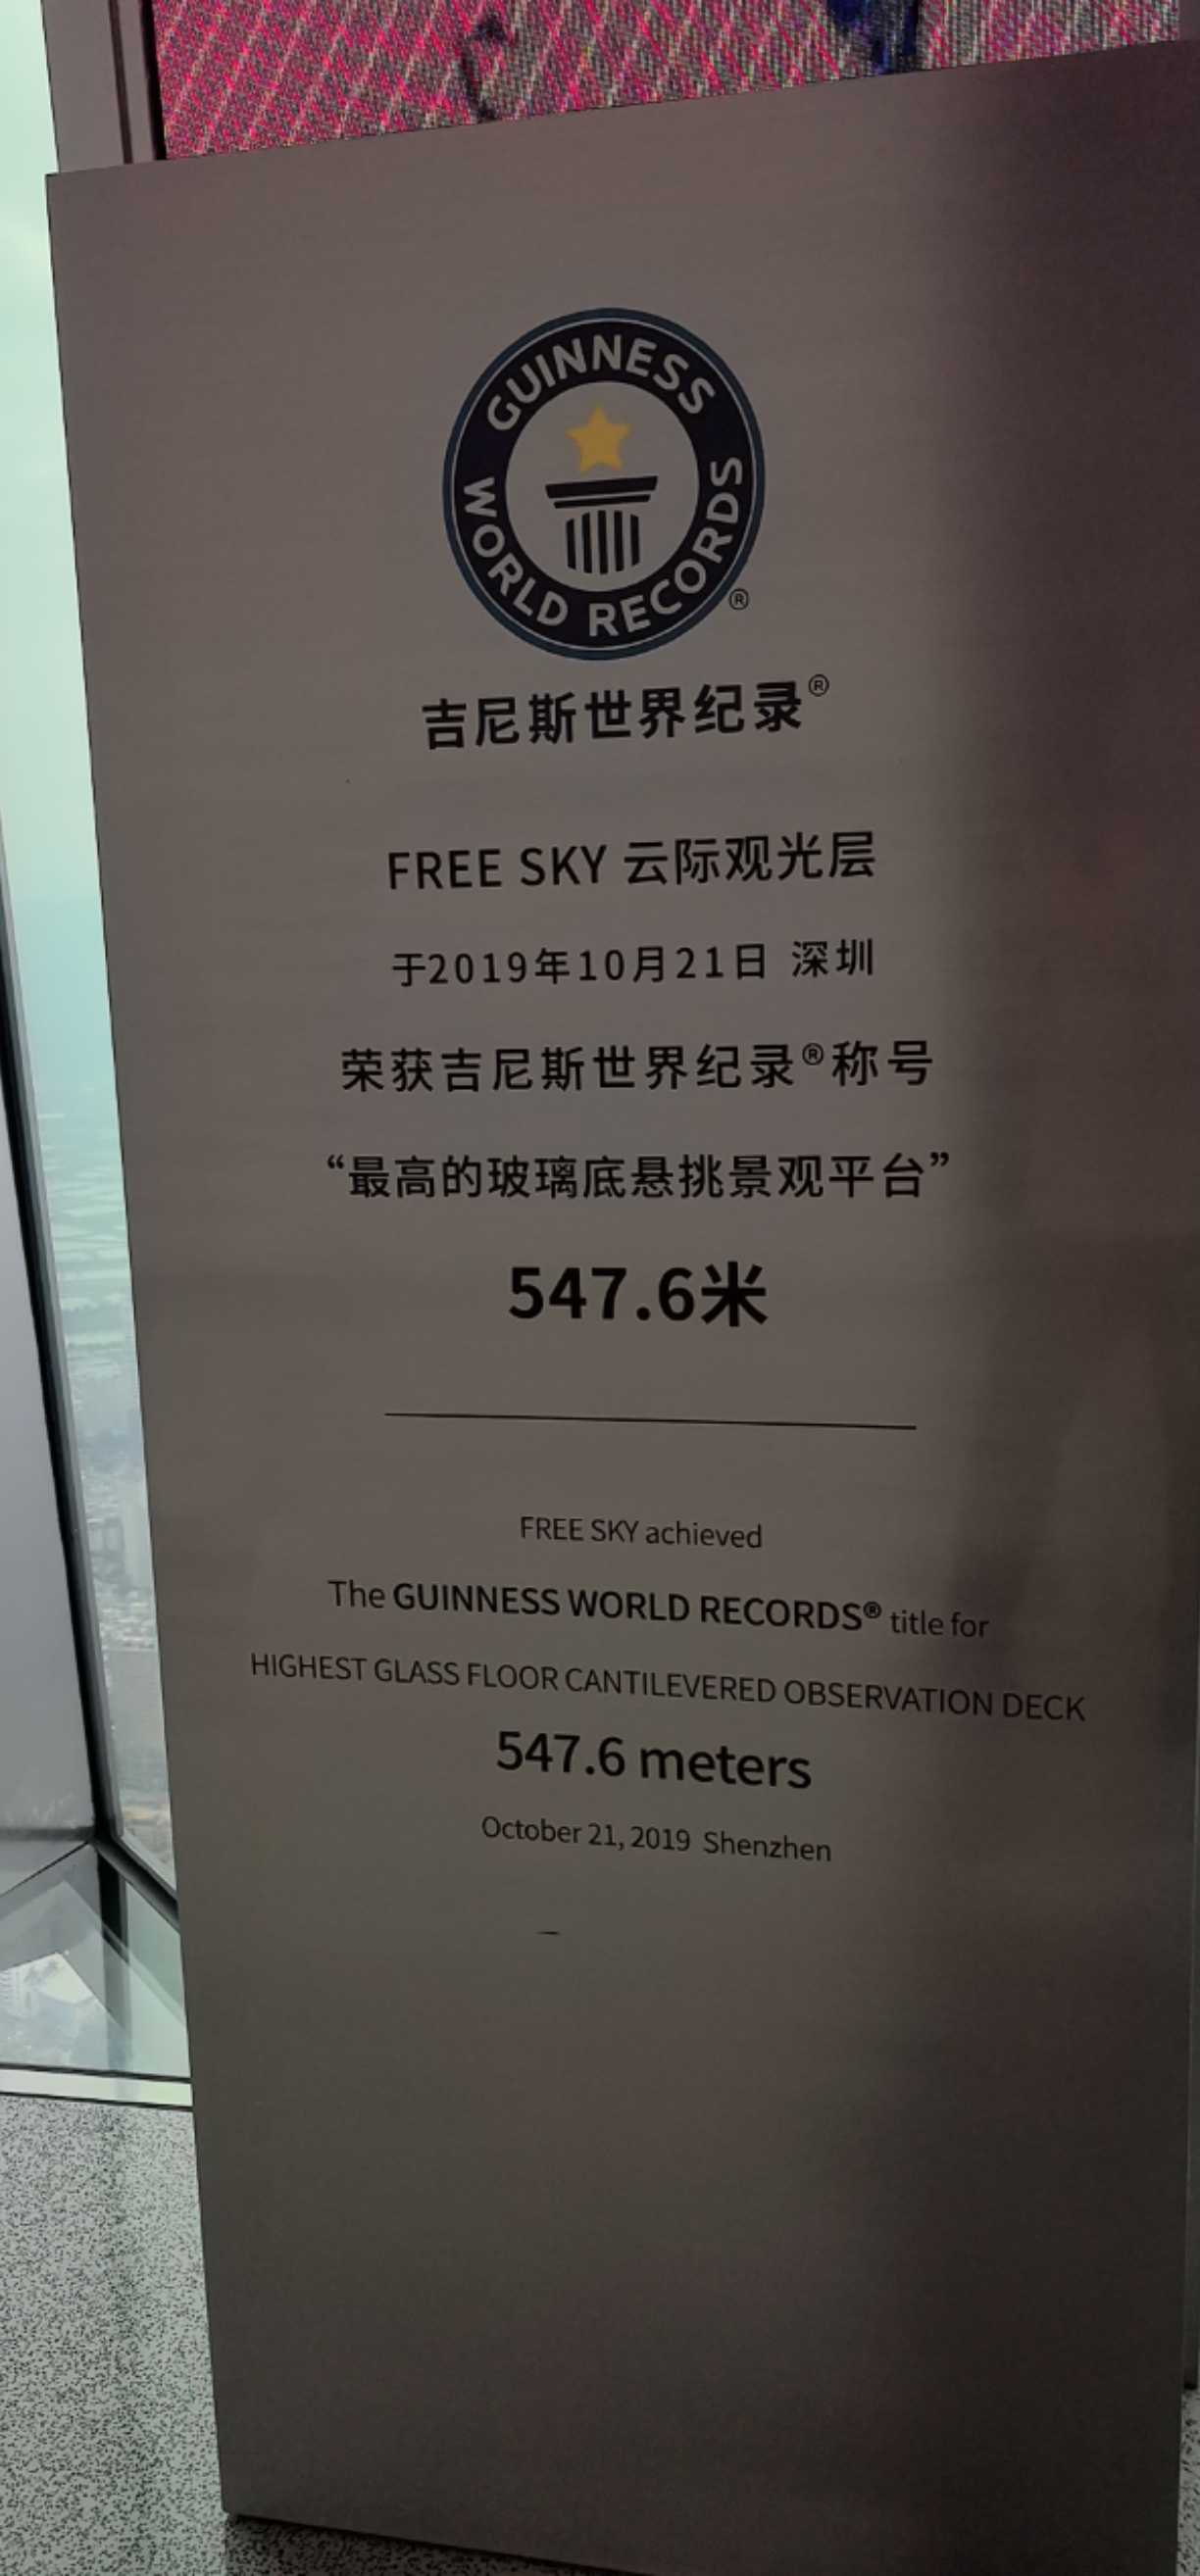 GUINNESS
WORLD RECORDS
®
吉尼斯世界纪录®
FREE SKY 云际观光层
于2019年10月21日 深圳
荣获吉尼斯世界纪录®称号
“最高的玻璃底悬挑景观平台”
547.6米
FREE SKY achieved
The GUINNESS WORLD RECORDS® title for
HIGHEST GLASS FLOOR CANTILEVERED OBSERVATION DECK
547.6 meters
October 21, 2019 Shenzhen